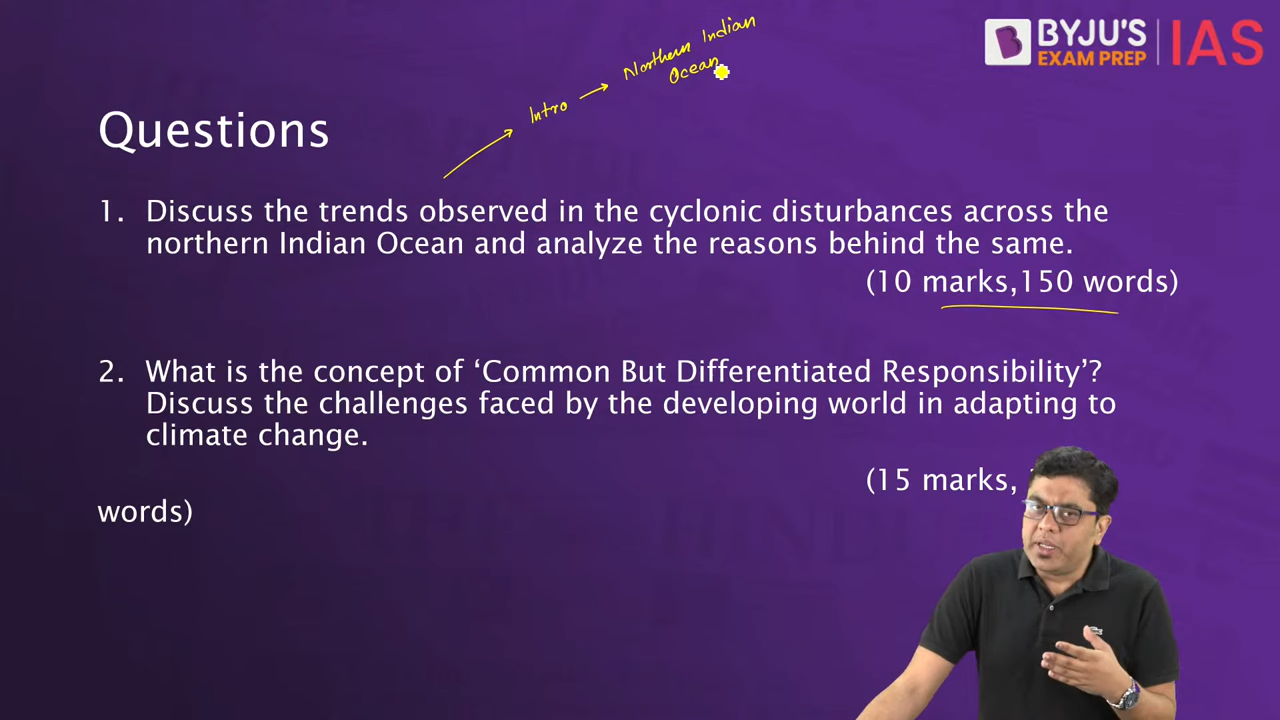 BYJU'S
EXAM PREP
IAS
Intro → Northern Indian
Ocean
Questions
1. Discuss the trends observed in the cyclonic disturbances across the
northern Indian Ocean and analyze the reasons behind the same.
(10 marks,150 words)
2. What is the concept of ‘Common But Differentiated Responsibility’?
Discuss the challenges faced by the developing world in adapting to
climate change.
(15 marks,
words)